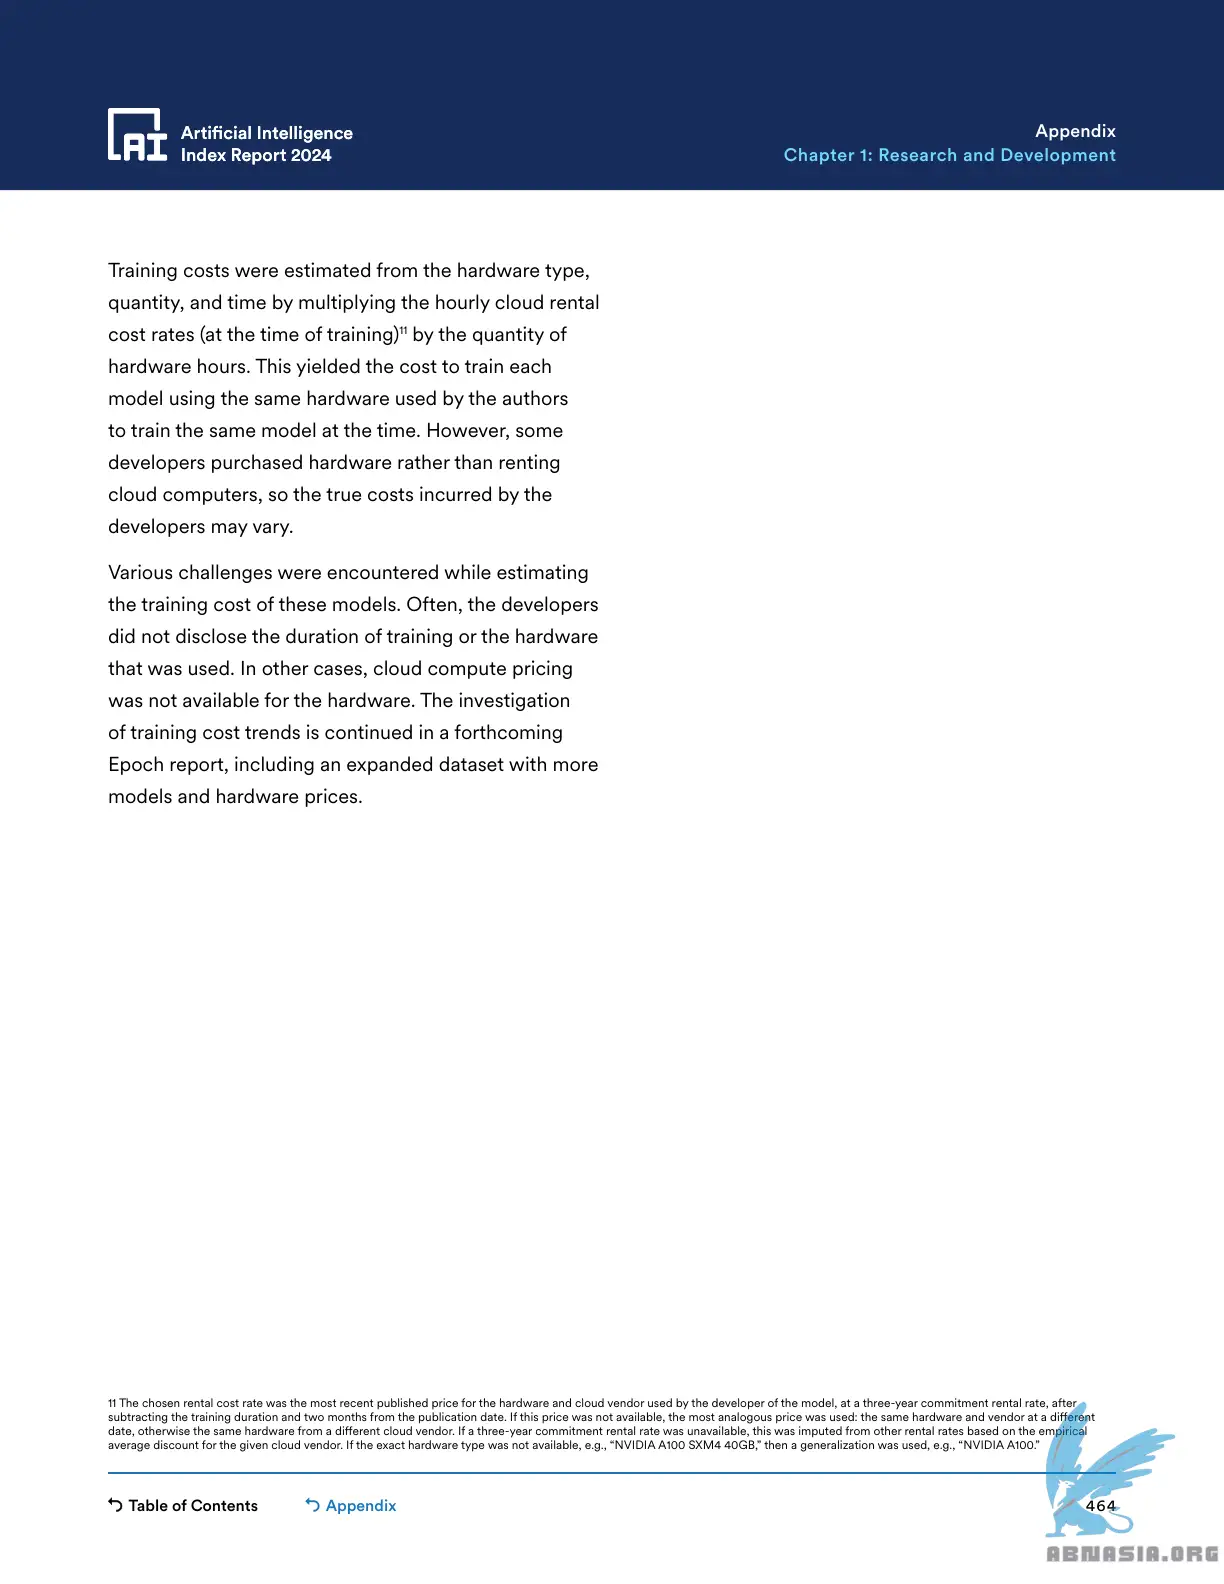 Artificial Intelligence
Index Report 2024
Appendix
Chapter 1: Research and Development
Training costs were estimated from the hardware type,
quantity, and time by multiplying the hourly cloud rental
cost rates (at the time of training)¹¹ by the quantity of
hardware hours. This yielded the cost to train each
model using the same hardware used by the authors
to train the same model at the time. However, some
developers purchased hardware rather than renting
cloud computers, so the true costs incurred by the
developers may vary.
Various challenges were encountered while estimating
the training cost of these models. Often, the developers
did not disclose the duration of training or the hardware
that was used. In other cases, cloud compute pricing
was not available for the hardware. The investigation
of training cost trends is continued in a forthcoming
Epoch report, including an expanded dataset with more
models and hardware prices.
11 The chosen rental cost rate was the most recent published price for the hardware and cloud vendor used by the developer of the model, at a three-year commitment rental rate, after
subtracting the training duration and two months from the publication date. If this price was not available, the most analogous price was used: the same hardware and vendor at a different
date, otherwise the same hardware from a different cloud vendor. If a three-year commitment rental rate was unavailable, this was imputed from other rental rates based on the empirical
average discount for the given cloud vendor. If the exact hardware type was not available, e.g., “NVIDIA A100 SXM4 40GB,” then a generalization was used, e.g., “NVIDIA A100.”
Table of Contents
Appendix
464
ABNASIA.ORG